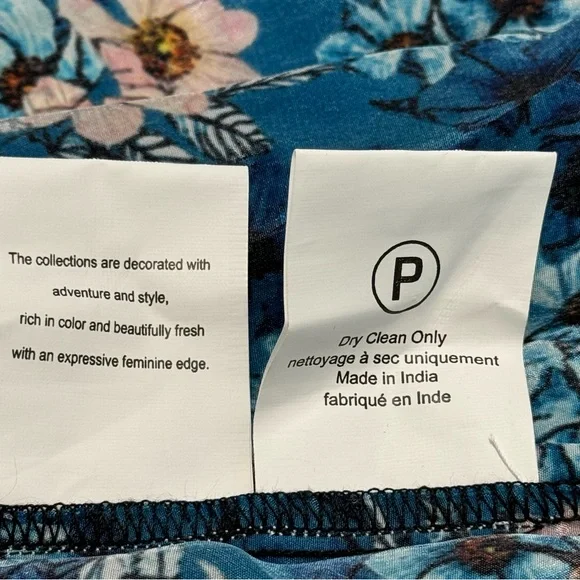 The collections are decorated with
adventure and style,
rich in color and beautifully fresh
with an expressive feminine edge.
P
Dry Clean Only
nettoyage à sec uniquement
Made in India
fabriqué en Inde